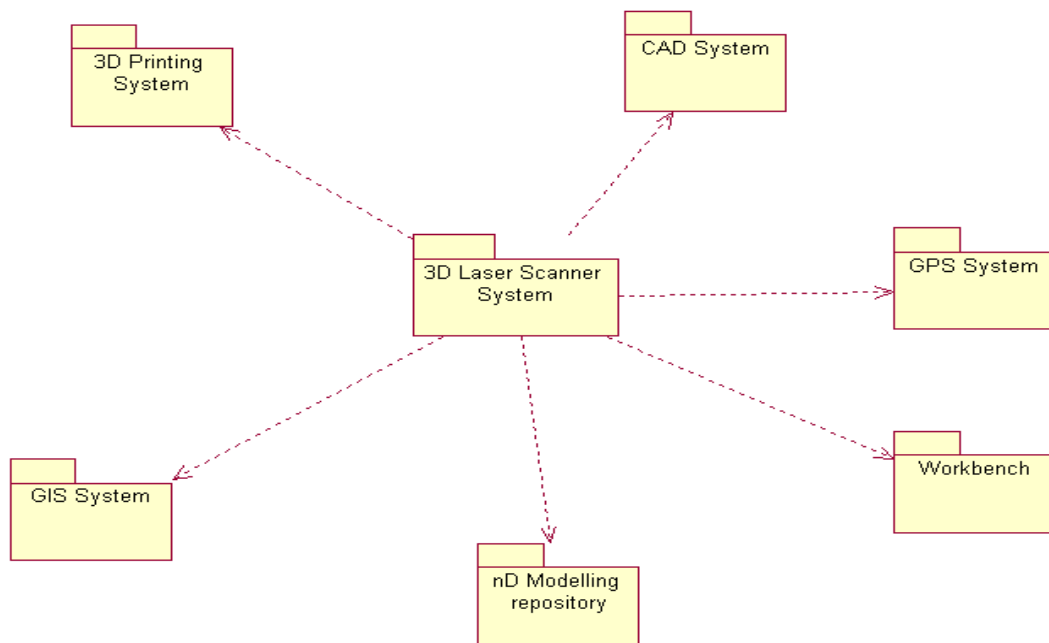 3D Printing
System
CAD System
3D Laser Scanner
System
GPS System
GIS System
Workbench
nD Modelling
repository